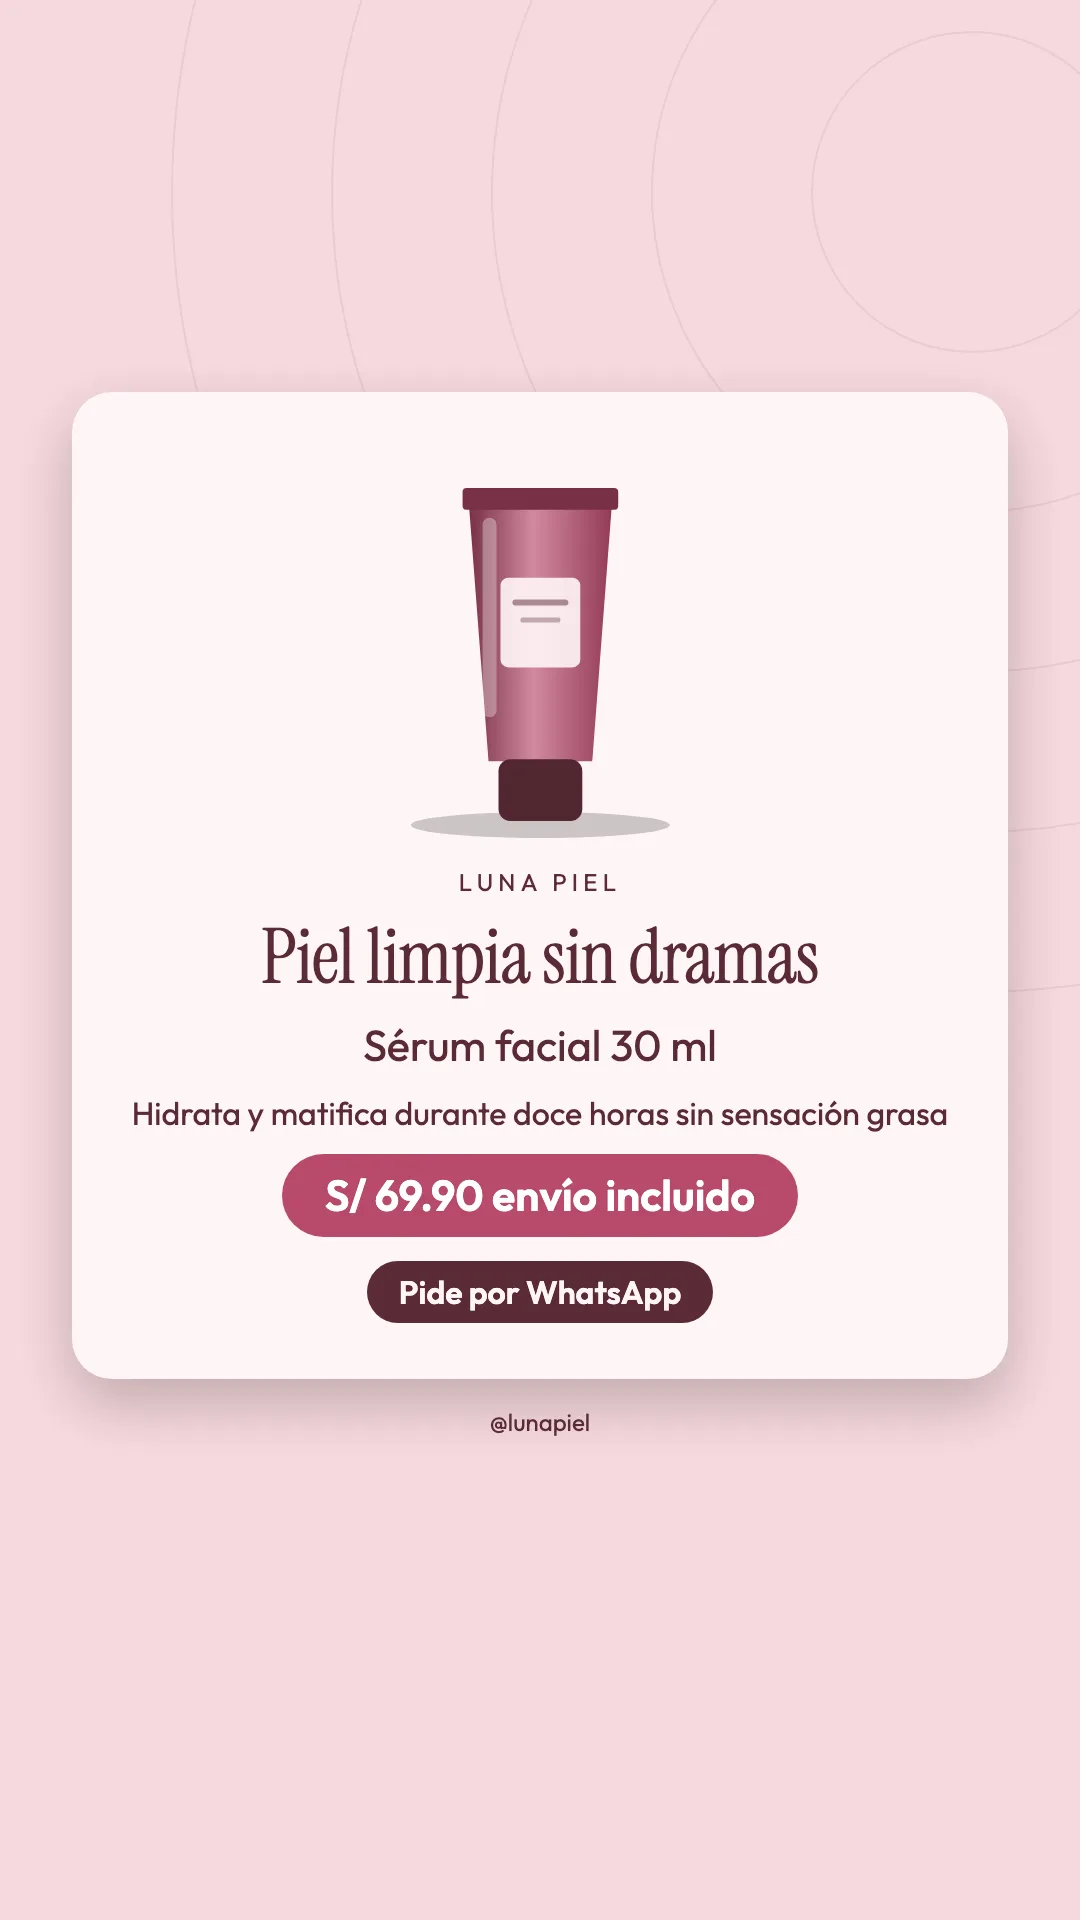 LUNA PIEL
Piel limpia sin dramas
Sérum facial 30 ml
Hidrata y matifica durante doce horas sin sensación grasa
S/ 69.90 envío incluido
Pide por WhatsApp
@lunapiel